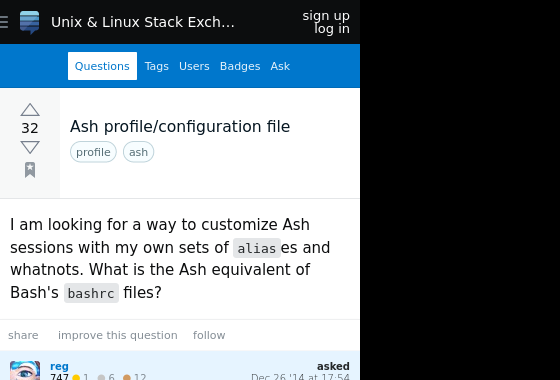 Unix & Linux Stack Exch...
sign up
log in
Questions Tags Users Badges Ask
32
Ash profile/configuration file
profile ash
I am looking for a way to customize Ash
sessions with my own sets of aliases and
whatnots. What is the Ash equivalent of
Bash's bashrc files?
share improve this question follow
reg asked
747 1 6 12 Dec 26 '14 at 17:54